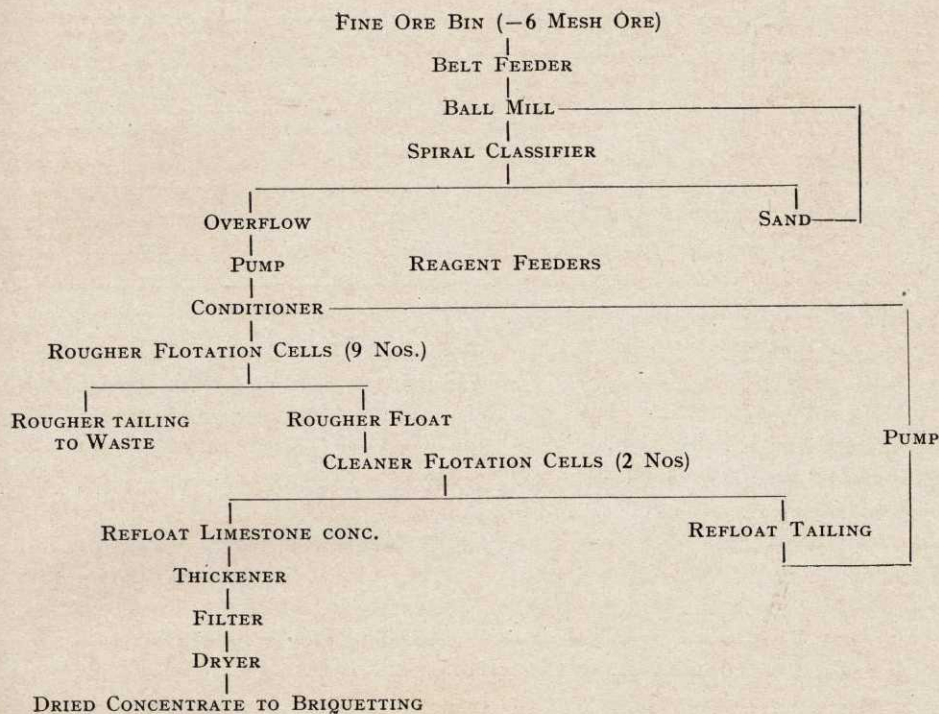 FINE ORE BIN (−6 MESH ORE)
BELT FEEDER
BALL MILL
SPIRAL CLASSIFIER
OVERFLOW
SAND
PUMP
REAGENT FEEDERS
CONDITIONER
ROUGHER FLOTATION CELLS (9 NOS.)
ROUGHER TAILING
TO WASTE
ROUGHER FLOAT
PUMP
CLEANER FLOTATION CELLS (2 NOS)
REFLOAT LIMESTONE CONC.
REFLOAT TAILING
THICKENER
FILTER
DRYER
DRIED CONCENTRATE TO BRIQUETTING